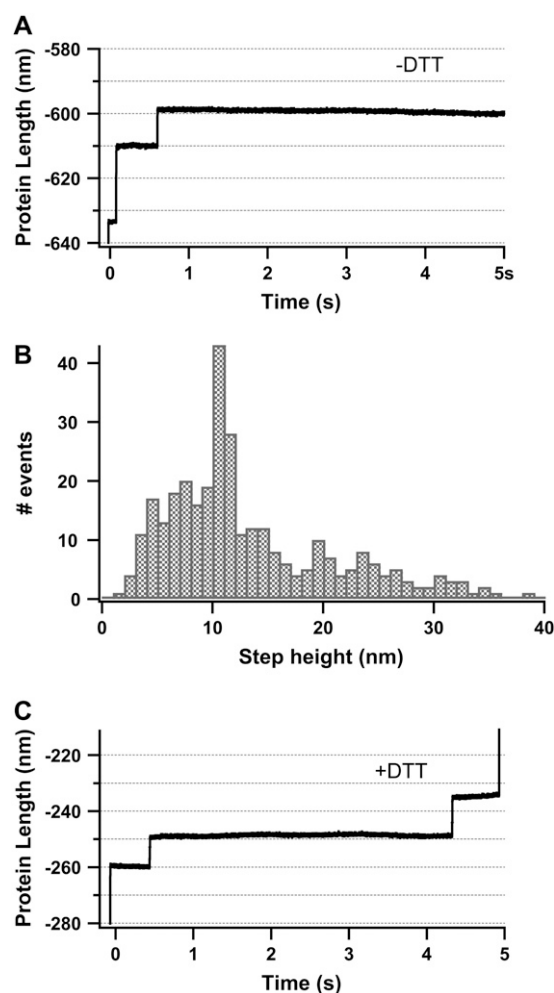 A
-DTT
Protein Length (nm)
-580
-600
-620
-640
0 1 2 3 4 5s
Time (s)
B
# events
40
30
20
10
0
0 10 20 30 40
Step height (nm)
C
+DTT
Protein Length (nm)
-220
-240
-260
-280
0 1 2 3 4 5
Time (s)